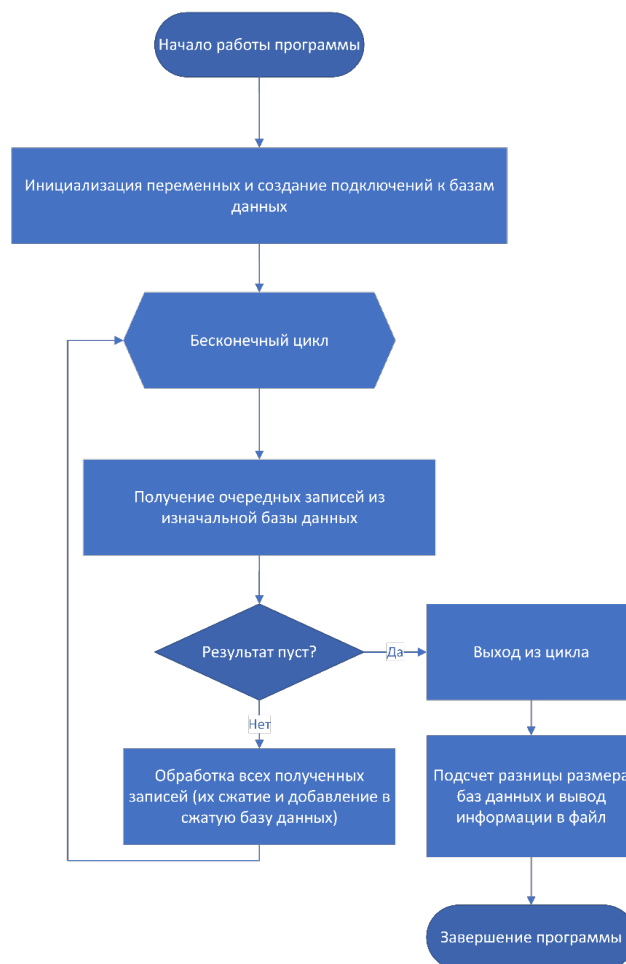 Начало работы программы
Инициализация переменных и создание подключений к базам
данных
Бесконечный цикл
Получение очередных записей из
изначальной базы данных
Результат пуст?
Да
Выход из цикла
Нет
Обработка всех полученных
записей (их сжатие и добавление в
сжатую базу данных)
Подсчет разницы размера
баз данных и вывод
информации в файл
Завершение программы